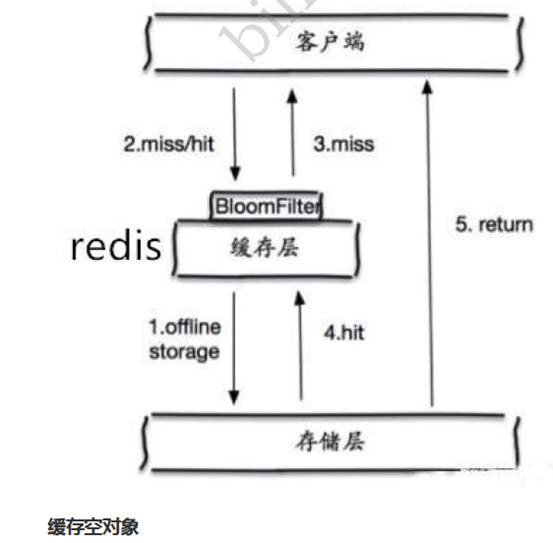 客户端
2.miss/hit
3.miss
BloomFilter
redis
缓存层
5. return
1.offline
storage
4.hit
存储层
缓存空对象